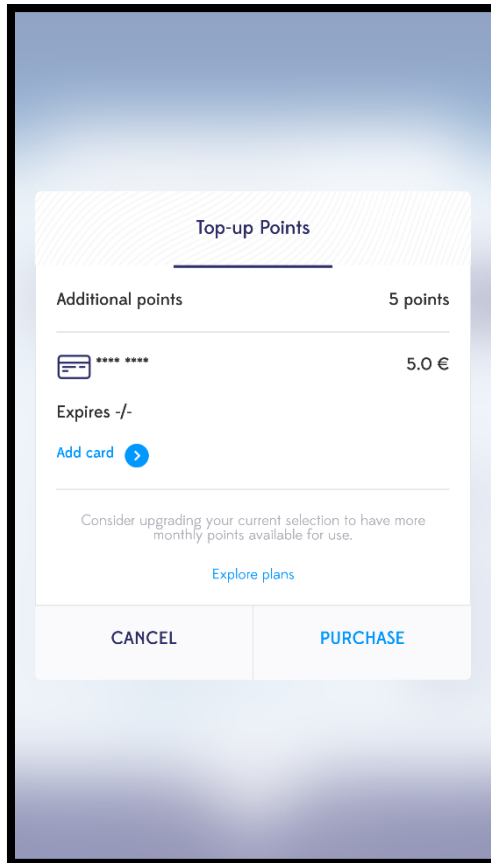 Top-up Points
Additional points 5 points
**** **** 5.0 €
Expires -/-
Add card
Consider upgrading your current selection to have more
monthly points available for use.
Explore plans
CANCEL PURCHASE